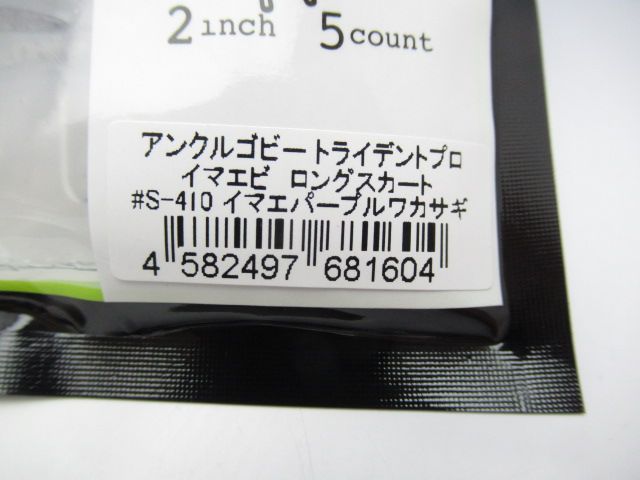 2inch 5count
アンクルゴビートライデントプロ
イマエビ ロングスカート
#S-410 イマエパープルワカサギ
4 582497 681604